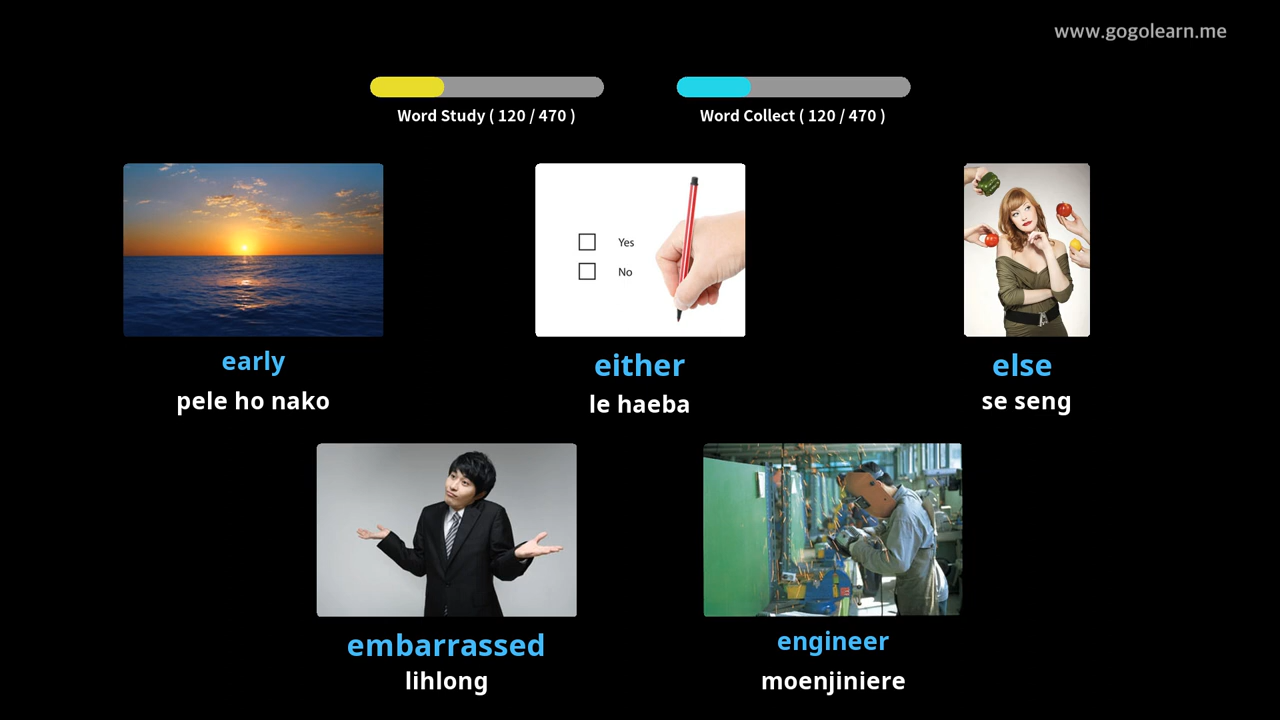 www.gogolearn.me
Word Study ( 120 / 470 )
Word Collect ( 120 / 470 )
Yes
No
early
either
else
pele ho nako
le haeba
se seng
embarrassed
engineer
lihlong
moenjiniere